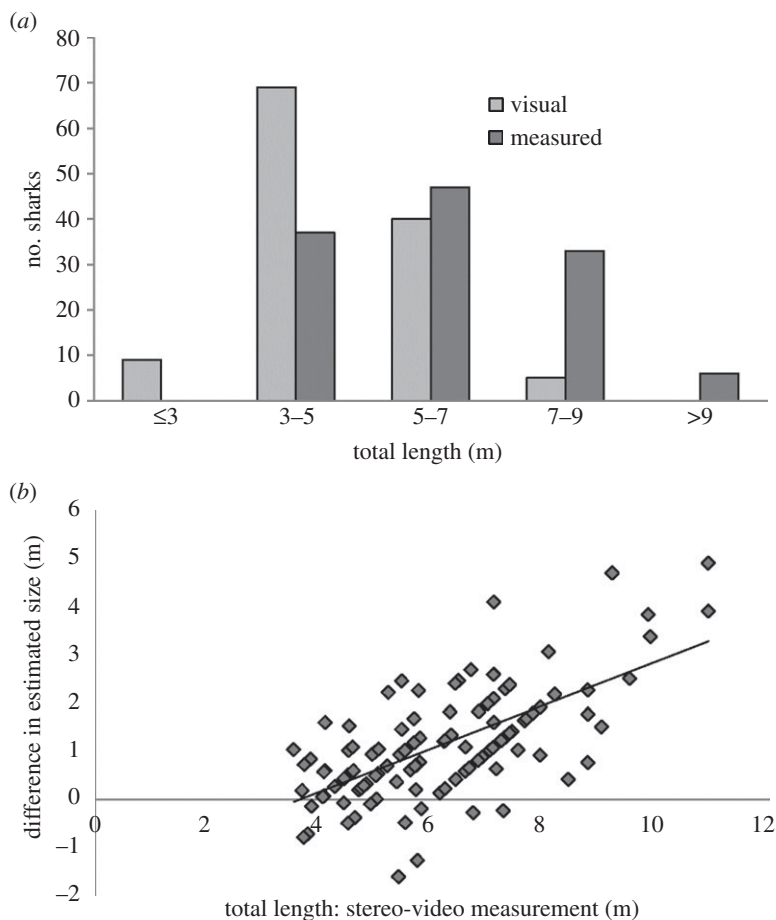 (a)
80
70
60
50
40
30
20
10
0
no. sharks
visual
measured
≤3 3–5 5–7 7–9 >9
total length (m)
(b)
6
5
4
3
2
1
0
–1
–2
difference in estimated size (m)
0 2 4 6 8 10 12
total length: stereo-video measurement (m)